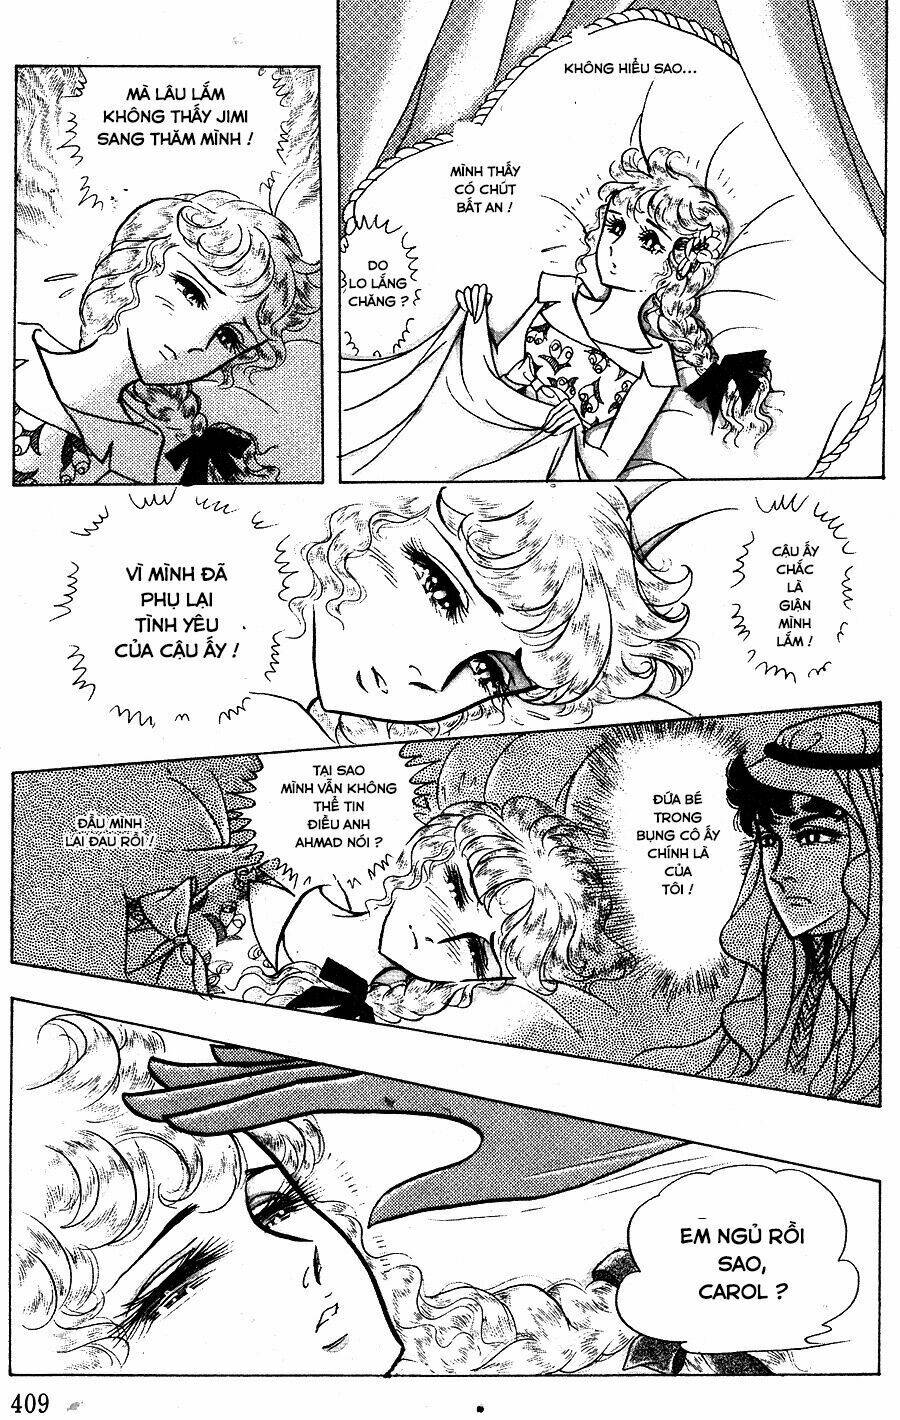 KHÔNG HIỂU SAO...
MÌNH THẤY
CÓ CHÚT
BẤT AN !
DO
LO LẮNG
CHĂNG ?
MÀ LÂU LẮM
KHÔNG THẤY JIMI
SANG THĂM MÌNH !
CẬU ẤY
CHẮC
LÀ
GIẬN
MÌNH
LẮM !
VÌ MÌNH ĐÃ
PHỤ LẠI
TÌNH YÊU
CỦA CẬU ẤY !
ĐỨA BÉ
TRONG
BỤNG CÔ ẤY
CHÍNH LÀ
CỦA
TÔI !
TẠI SAO
MÌNH VẪN KHÔNG
THỂ TIN
ĐIỀU ANH
AHMAD NÓI ?
ĐẦU MÌNH
LẠI ĐAU RỒI !
EM NGỦ RỒI
SAO,
CAROL ?
409